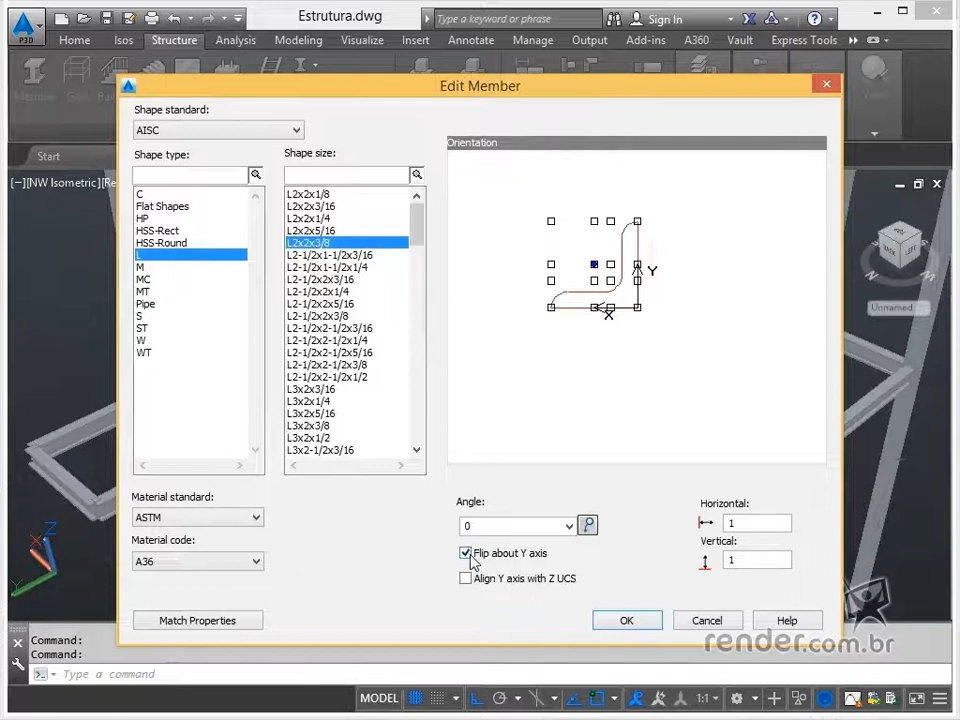 Estrutura.dwg
Type a keyword or phrase
Sign In
P3D
Home
Isos
Structure
Analysis
Modeling
Visualize
Insert
Annotate
Manage
Output
Add-ins
A360
Vault
Express Tools
Start
[−][NW Isometric][Re
Edit Member
Shape standard:
AISC
Shape type:
C
Flat Shapes
HP
HSS-Rect
HSS-Round
L
M
MC
MT
Pipe
S
ST
W
WT
Shape size:
L2x2x1/8
L2x2x3/16
L2x2x1/4
L2x2x5/16
L2x2x3/8
L2-1/2x1-1/2x3/16
L2-1/2x1-1/2x1/4
L2-1/2x2x3/16
L2-1/2x2x1/4
L2-1/2x2x5/16
L2-1/2x2x3/8
L2-1/2x2-1/2x3/16
L2-1/2x2-1/2x1/4
L2-1/2x2-1/2x5/16
L2-1/2x2-1/2x3/8
L2-1/2x2-1/2x1/2
L3x2x3/16
L3x2x1/4
L3x2x5/16
L3x2x3/8
L3x2x1/2
L3x2-1/2x3/16
Orientation
Y
X
Material standard:
ASTM
Material code:
A36
Angle:
0
Flip about Y axis
Align Y axis with Z UCS
Horizontal:
1
Vertical:
1
Match Properties
OK
Cancel
Help
Unnamed
Z
X
Y
render.com.br
Command:
Command:
Type a command
MODEL
1:1